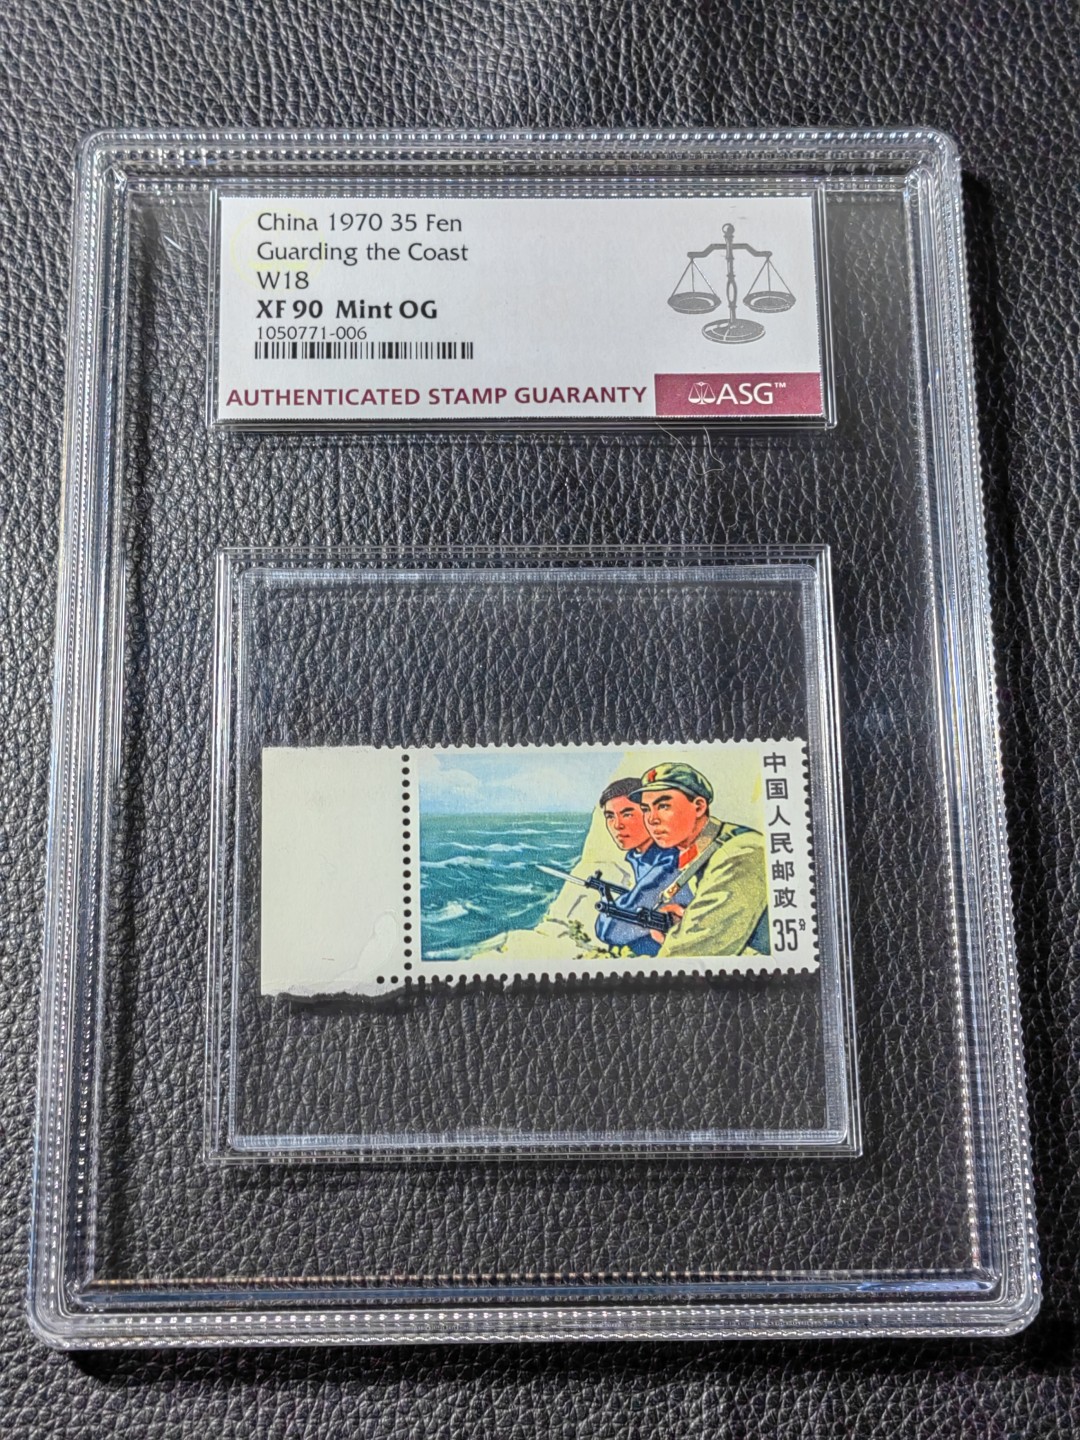 China 1970 35 Fen
Guarding the Coast
W18
XF 90 Mint OG
1050771-006
AUTHENTICATED STAMP GUARANTY
ASG™
中国人民邮政
35分